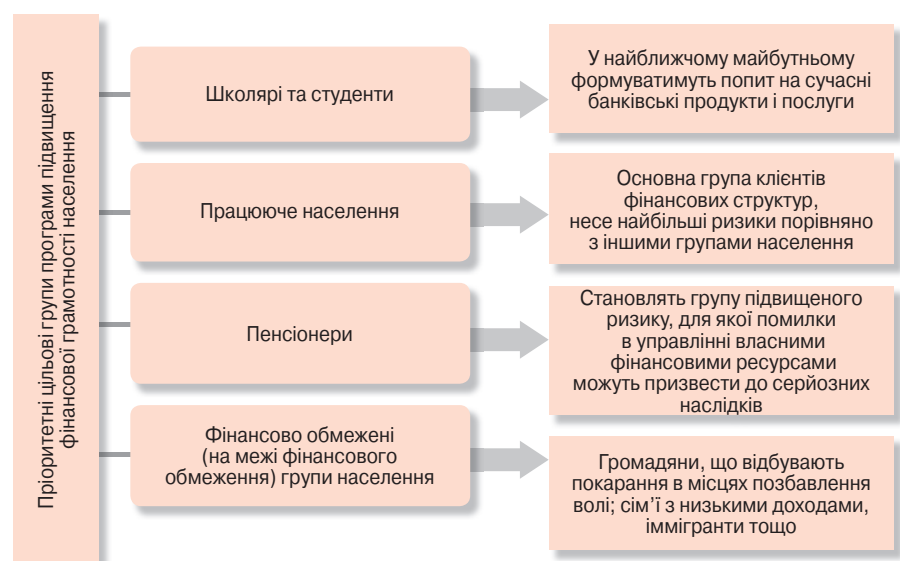 Пріоритетні цільові групи програми підвищення
фінансової грамотності населення
Школярі та студенти
У найближчому майбутньому
формуватимуть попит на сучасні
банківські продукти і послуги
Працююче населення
Основна група клієнтів
фінансових структур,
несе найбільші ризики порівняно
з іншими групами населення
Пенсіонери
Становлять групу підвищеного
ризику, для якої помилки
в управлінні власними
фінансовими ресурсами
можуть призвести до серйозних
наслідків
Фінансово обмежені
(на межі фінансового
обмеження) групи населення
Громадяни, що відбувають
покарання в місцях позбавлення
волі; сім’ї з низькими доходами,
іммігранти тощо